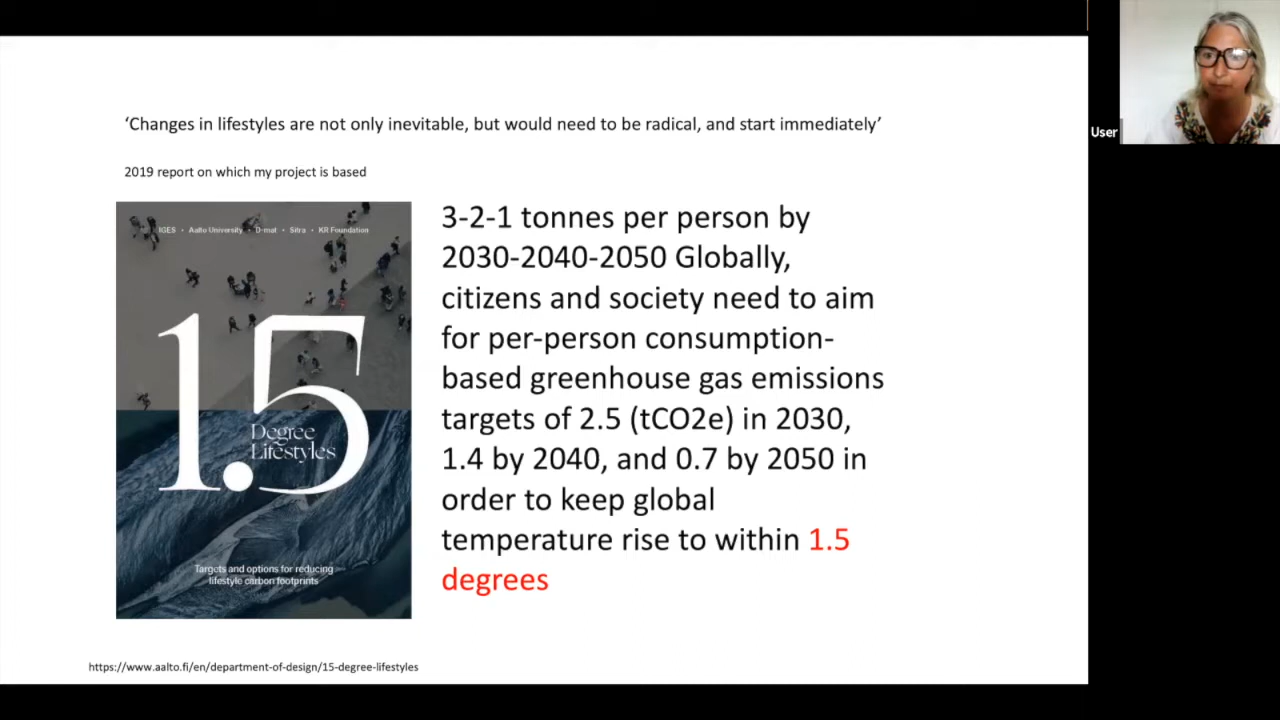 ‘Changes in lifestyles are not only inevitable, but would need to be radical, and start immediately’
2019 report on which my project is based
IGES • Aalto University • D-mat • Sitra • KR Foundation
1.5
Degree
Lifestyles
Targets and options for reducing
lifestyle carbon footprints
3-2-1 tonnes per person by
2030-2040-2050 Globally,
citizens and society need to aim
for per-person consumption-
based greenhouse gas emissions
targets of 2.5 (tCO2e) in 2030,
1.4 by 2040, and 0.7 by 2050 in
order to keep global
temperature rise to within 1.5
degrees
https://www.aalto.fi/en/department-of-design/15-degree-lifestyles
User